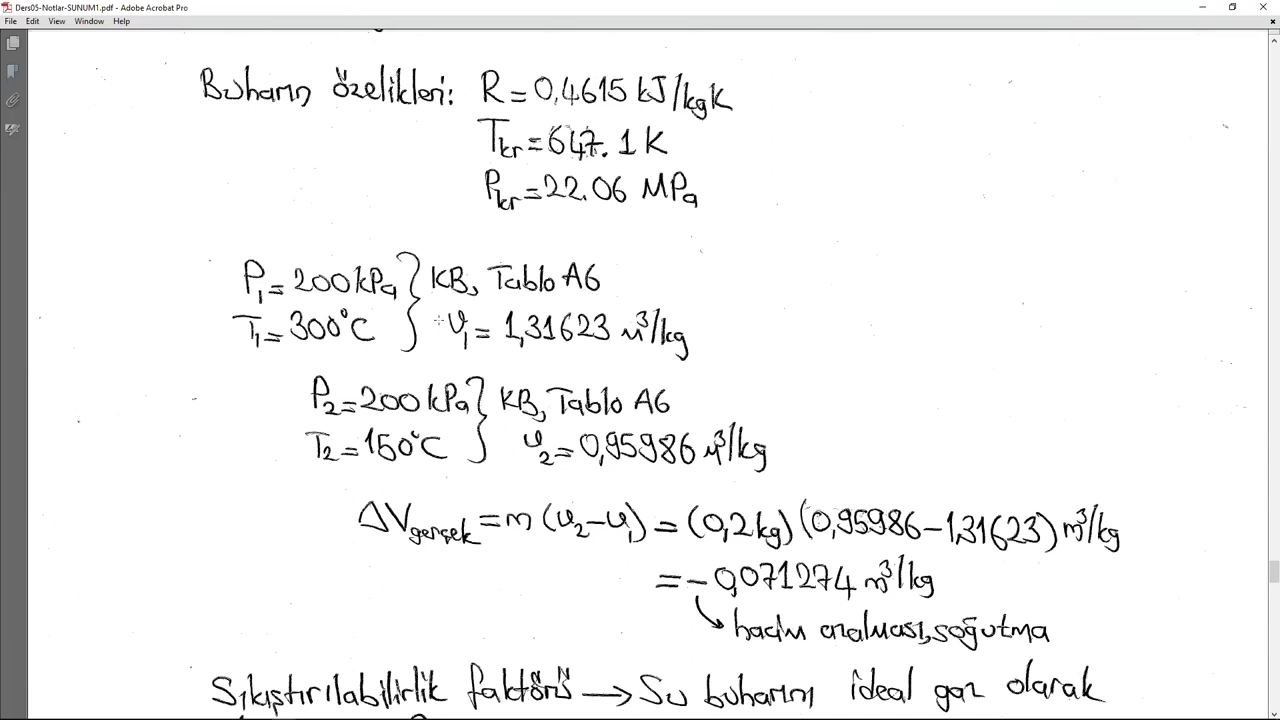 Ders05-Notlar-SUNUM1.pdf - Adobe Acrobat Pro
File Edit View Window Help
Buharın özelikleri: R = 0,4615 kJ/kgK
Tkr = 647.1 K
Pkr = 22.06 MPa
P1 = 200 kPa } KB, Tablo A6
T1 = 300°C } υ1 = 1,31623 m³/kg
P2 = 200 kPa } KB, Tablo A6
T2 = 150°C } υ2 = 0,95986 m³/kg
ΔVgerçek = m (υ2 − υ1) = (0,2 kg) (0,95986 − 1,31623) m³/kg
= − 0,071274 m³/kg
↳ hacim azalması, soğutma
Sıkıştırılabilirlik faktörü → Su buharını ideal gaz olarak